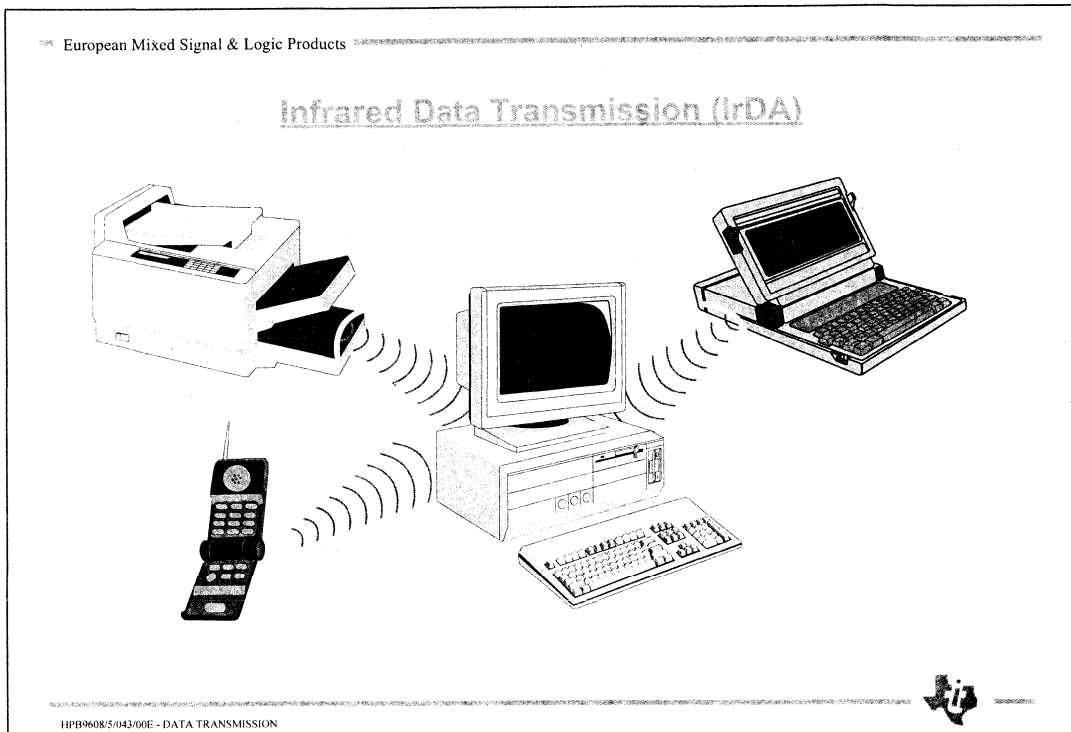 European Mixed Signal & Logic Products
Infrared Data Transmission (IrDA)
HPB9608/5/043/00E - DATA TRANSMISSION